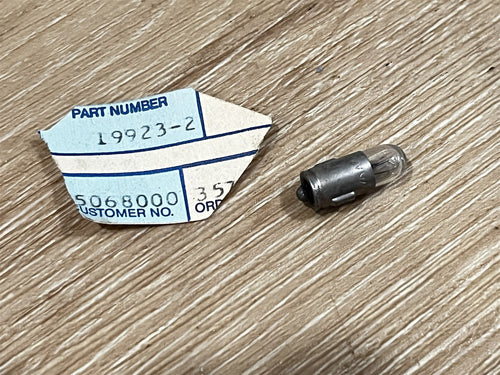 PART NUMBER
19923-2
5068000 357
USTOMER NO. ORD